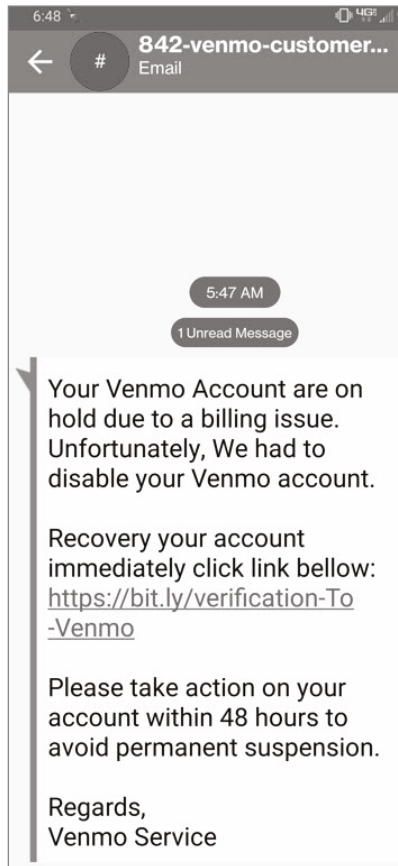 6:48
4G
842-venmo-customer...
#
Email
5:47 AM
1 Unread Message
Your Venmo Account are on
hold due to a billing issue.
Unfortunately, We had to
disable your Venmo account.
Recovery your account
immediately click link bellow:
https://bit.ly/verification-To
-Venmo
Please take action on your
account within 48 hours to
avoid permanent suspension.
Regards,
Venmo Service